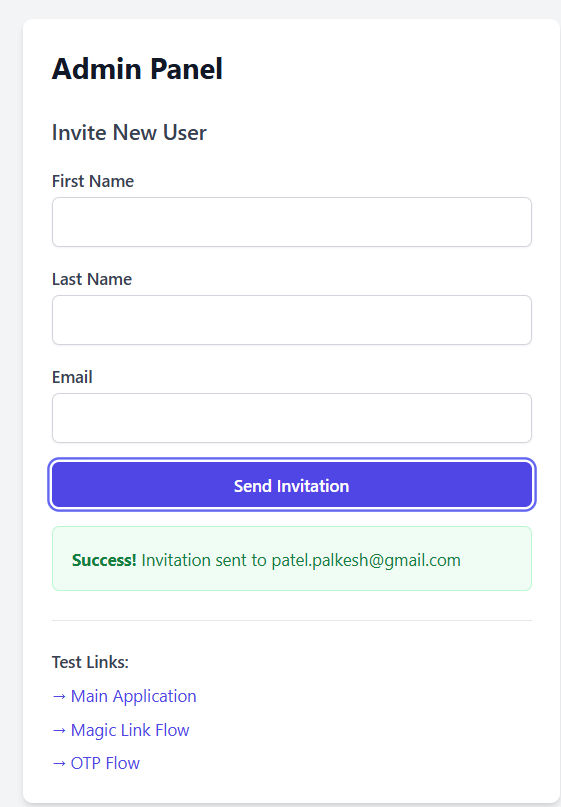 Admin Panel
Invite New User
First Name
Last Name
Email
Send Invitation
Success! Invitation sent to patel.palkesh@gmail.com
Test Links:
→ Main Application
→ Magic Link Flow
→ OTP Flow